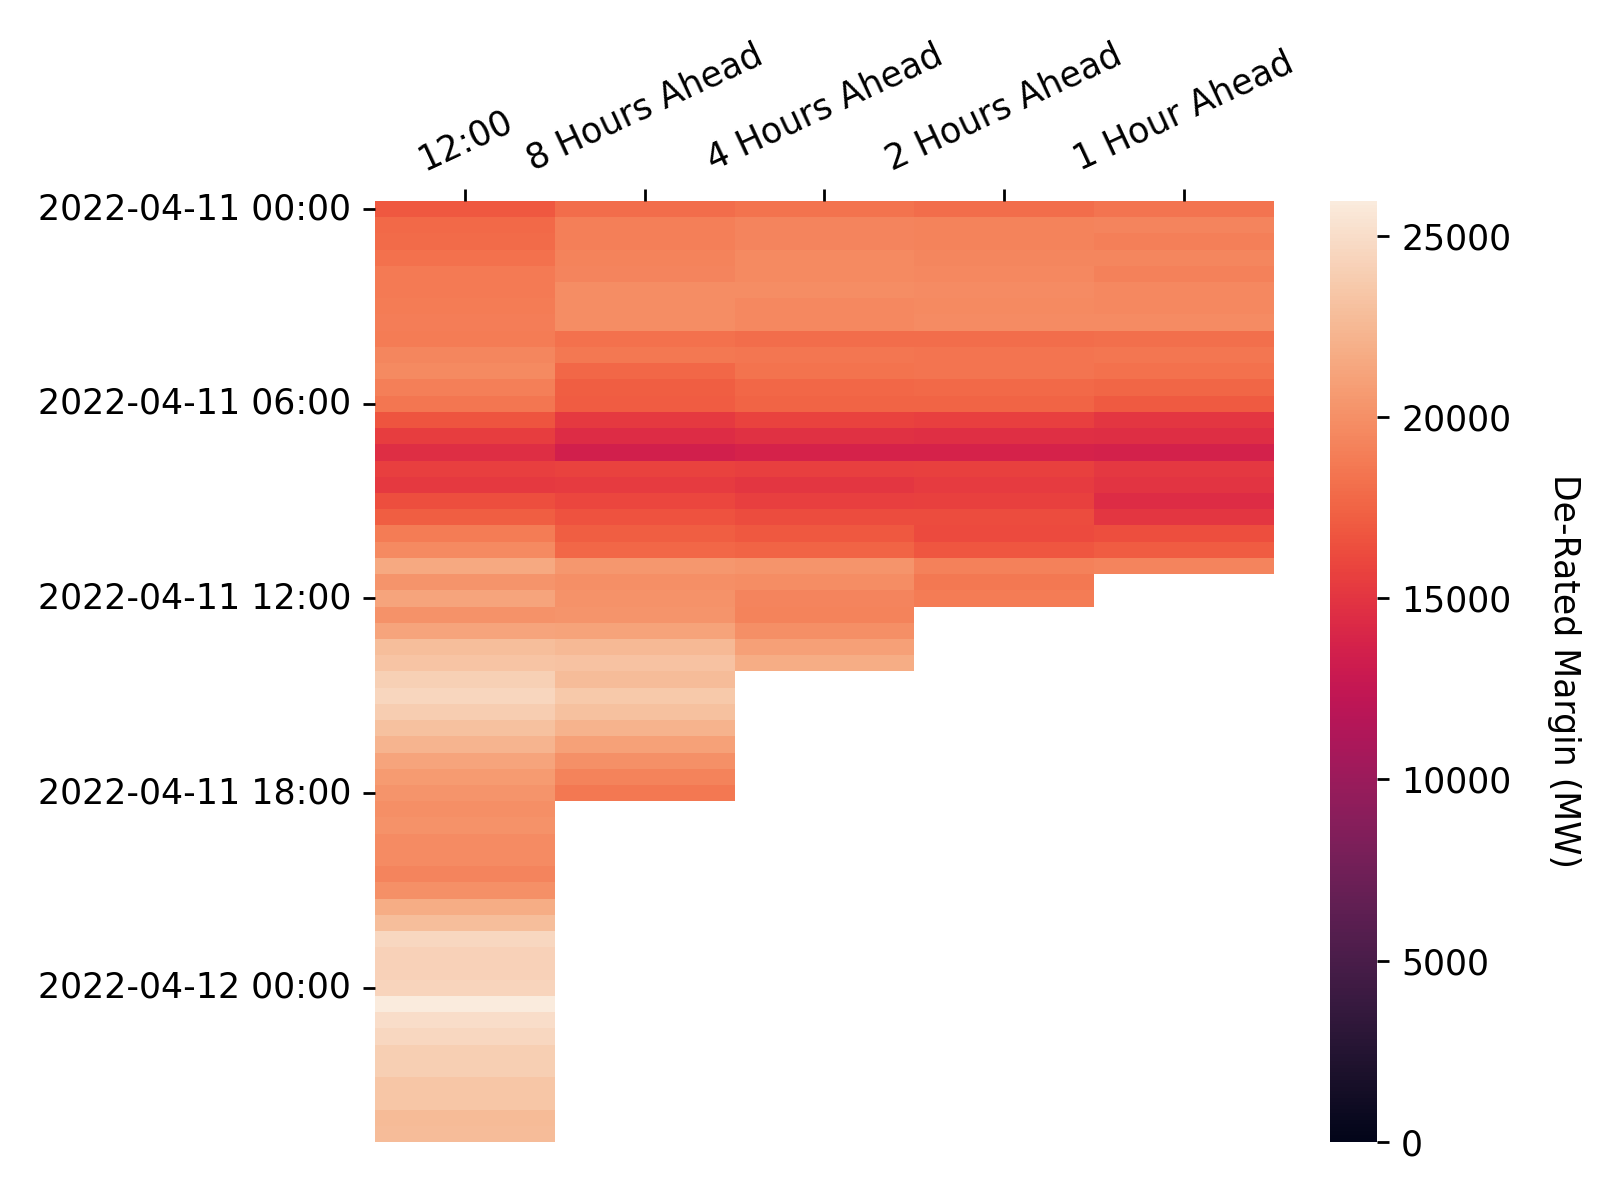 12:00
8 Hours Ahead
4 Hours Ahead
2 Hours Ahead
1 Hour Ahead
2022-04-11 00:00
2022-04-11 06:00
2022-04-11 12:00
2022-04-11 18:00
2022-04-12 00:00
25000
20000
15000
10000
5000
0
De-Rated Margin (MW)